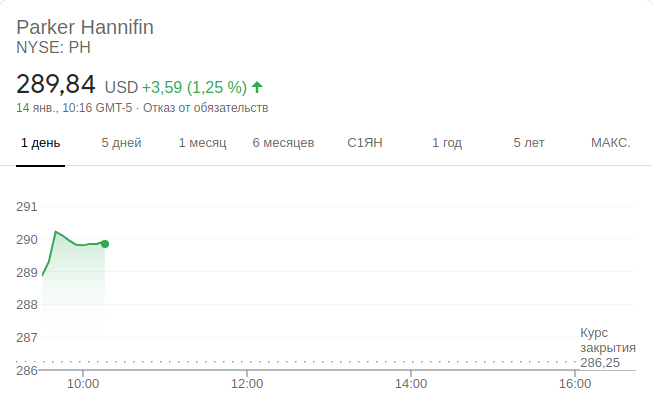 Parker Hannifin
NYSE: PH
289,84 USD +3,59 (1,25 %)
14 янв., 10:16 GMT-5 · Отказ от обязательств
1 день 5 дней 1 месяц 6 месяцев С1ЯН 1 год 5 лет МАКС.
291
290
289
288
287
286
Курс
закрытия
286,25
10:00 12:00 14:00 16:00